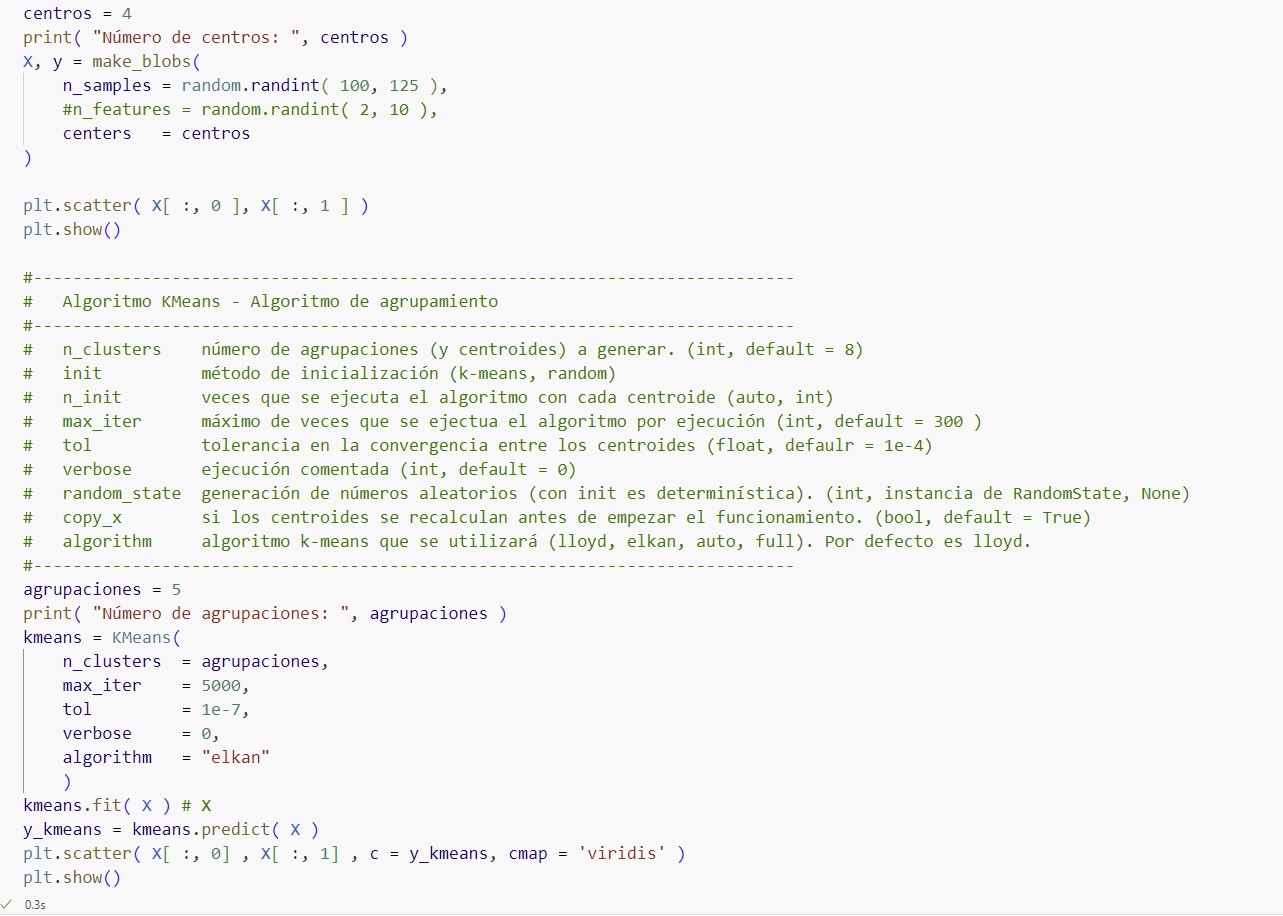 centros = 4
print( "Número de centros: ", centros )
X, y = make_blobs(
    n_samples = random.randint( 100, 125 ),
    #n_features = random.randint( 2, 10 ),
    centers   = centros
)
plt.scatter( X[ :, 0 ], X[ :, 1 ] )
plt.show()
#-----------------------------------------------------------------------------
#   Algoritmo KMeans - Algoritmo de agrupamiento
#-----------------------------------------------------------------------------
#   n_clusters    número de agrupaciones (y centroides) a generar. (int, default = 8)
#   init          método de inicialización (k-means, random)
#   n_init        veces que se ejecuta el algoritmo con cada centroide (auto, int)
#   max_iter      máximo de veces que se ejectua el algoritmo por ejecución (int, default = 300 )
#   tol           tolerancia en la convergencia entre los centroides (float, defaulr = 1e-4)
#   verbose       ejecución comentada (int, default = 0)
#   random_state  generación de números aleatorios (con init es determinística). (int, instancia de RandomState, None)
#   copy_x        si los centroides se recalculan antes de empezar el funcionamiento. (bool, default = True)
#   algorithm     algoritmo k-means que se utilizará (lloyd, elkan, auto, full). Por defecto es lloyd.
#-----------------------------------------------------------------------------
agrupaciones = 5
print( "Número de agrupaciones: ", agrupaciones )
kmeans = KMeans(
    n_clusters  = agrupaciones,
    max_iter    = 5000,
    tol         = 1e-7,
    verbose     = 0,
    algorithm   = "elkan"
    )
kmeans.fit( X ) # X
y_kmeans = kmeans.predict( X )
plt.scatter( X[ :, 0] , X[ :, 1] , c = y_kmeans, cmap = 'viridis' )
plt.show()
✓ 0.3s